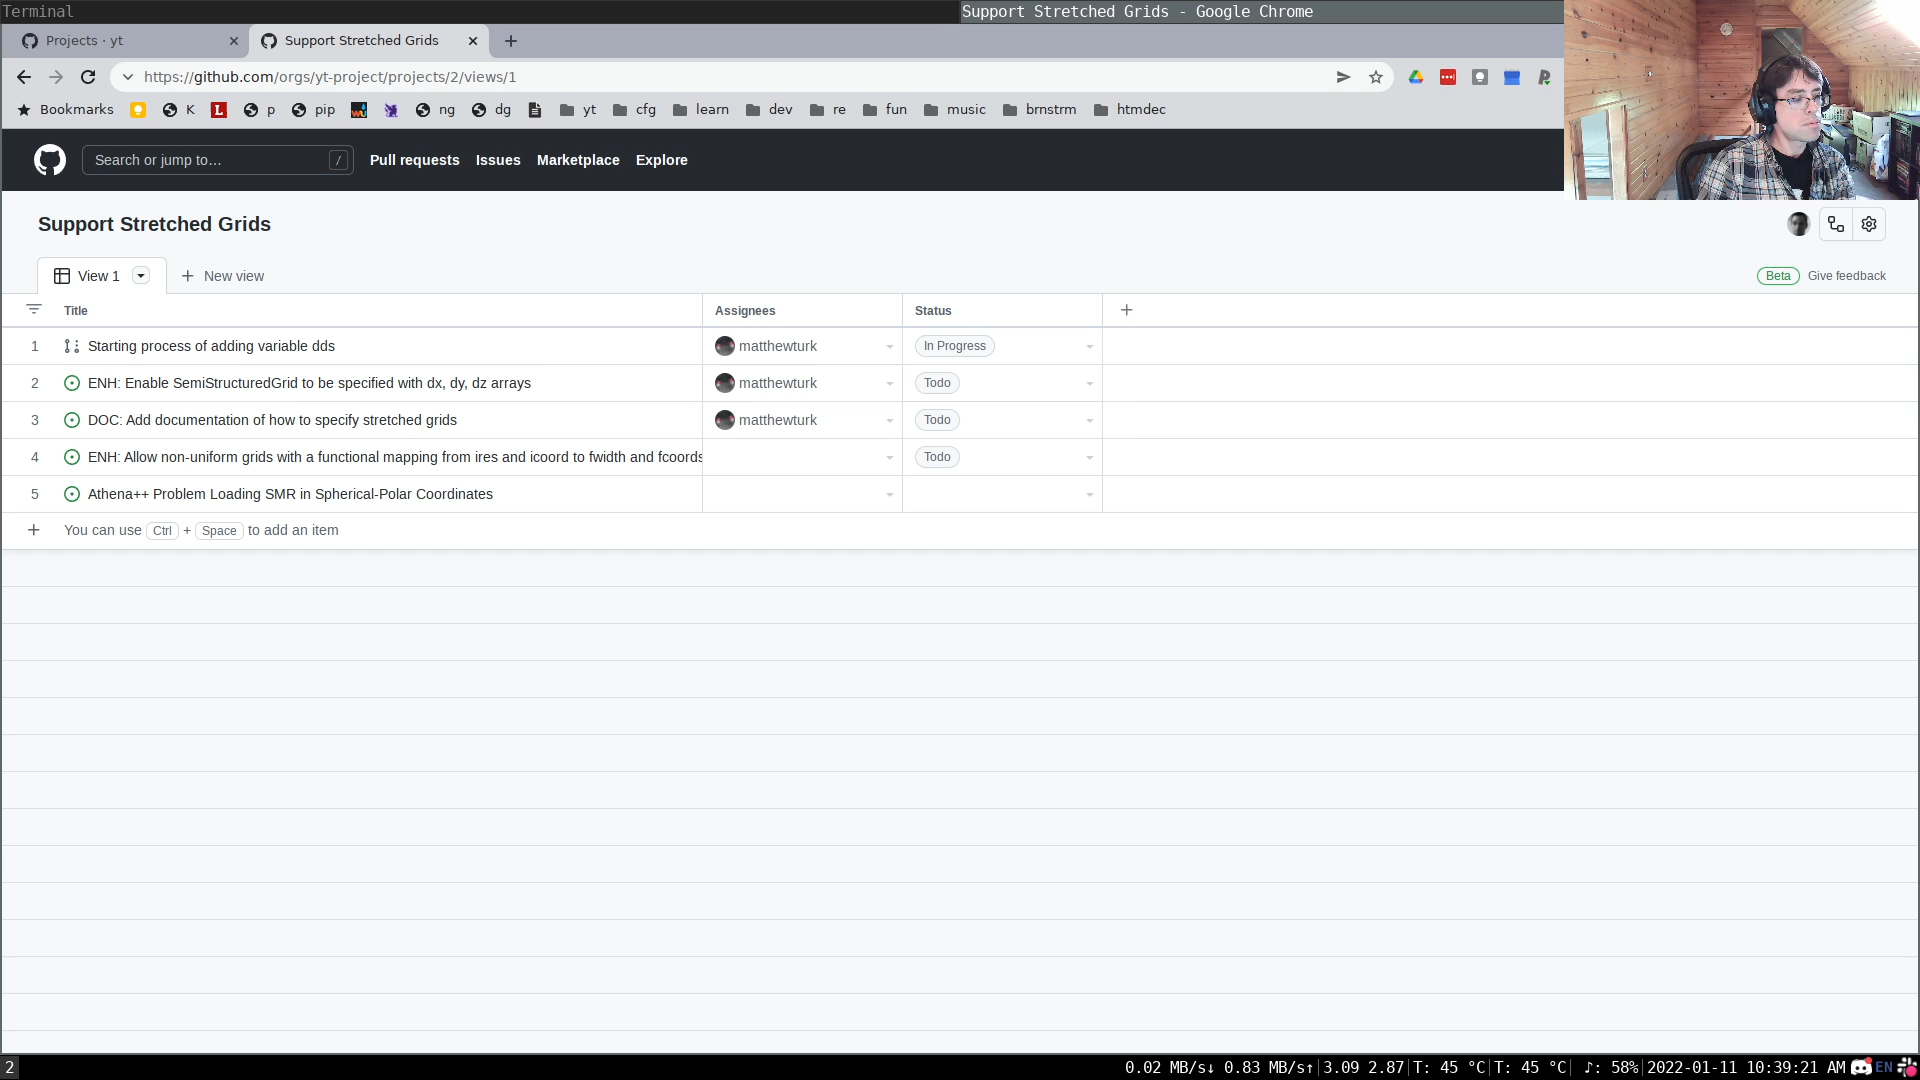 Terminal
Support Stretched Grids - Google Chrome
Projects · yt
Support Stretched Grids
https://github.com/orgs/yt-project/projects/2/views/1
Bookmarks K L p pip ng dg yt cfg learn dev re fun music brnstrm htmdec
Search or jump to… / Pull requests Issues Marketplace Explore
Support Stretched Grids
View 1 New view
Beta Give feedback
Title Assignees Status
1 Starting process of adding variable dds matthewturk In Progress
2 ENH: Enable SemiStructuredGrid to be specified with dx, dy, dz arrays matthewturk Todo
3 DOC: Add documentation of how to specify stretched grids matthewturk Todo
4 ENH: Allow non-uniform grids with a functional mapping from ires and icoord to fwidth and fcoords Todo
5 Athena++ Problem Loading SMR in Spherical-Polar Coordinates
+ You can use Ctrl + Space to add an item
2 0.02 MB/s↓ 0.83 MB/s↑|3.09 2.87|T: 45 °C|T: 45 °C| ♪: 58%|2022-01-11 10:39:21 AM EN